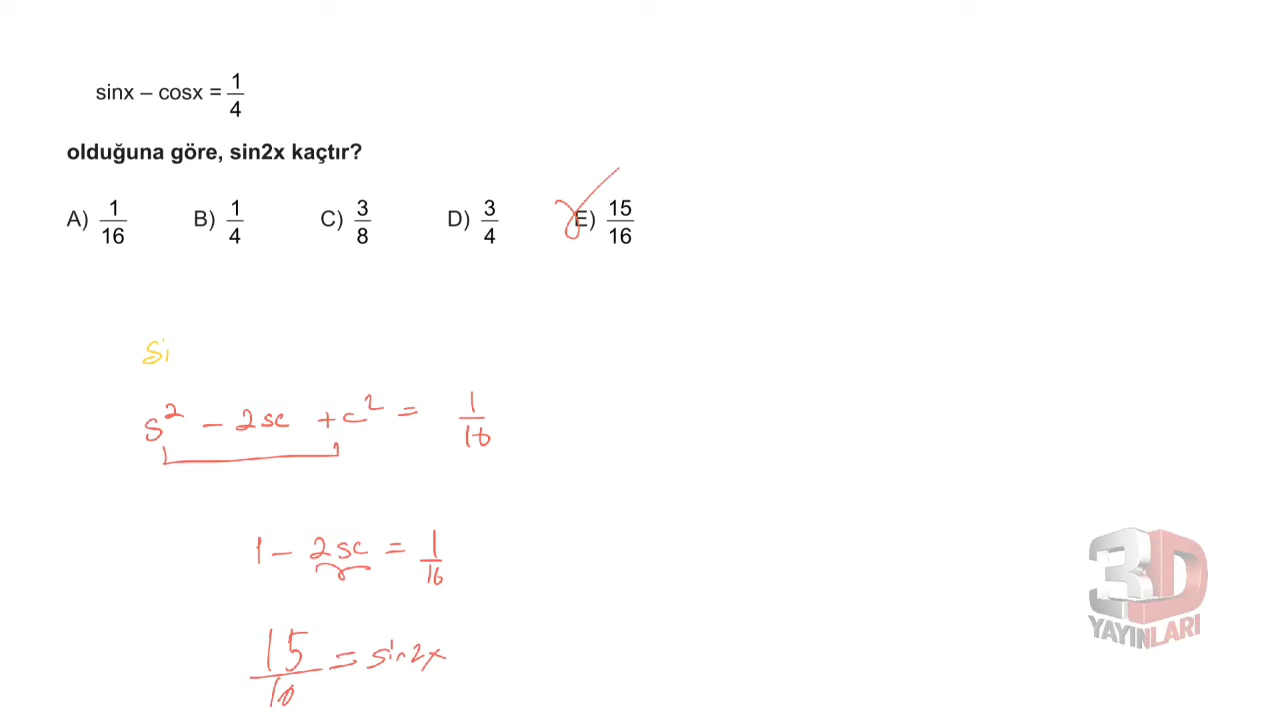 sinx – cosx = 1/4
olduğuna göre, sin2x kaçtır?
A) 1/16 B) 1/4 C) 3/8 D) 3/4 E) 15/16
Si
s² – 2sc + c² = 1/16
1 – 2sc = 1/16
15/16 = sin2x
3D
YAYINLARI